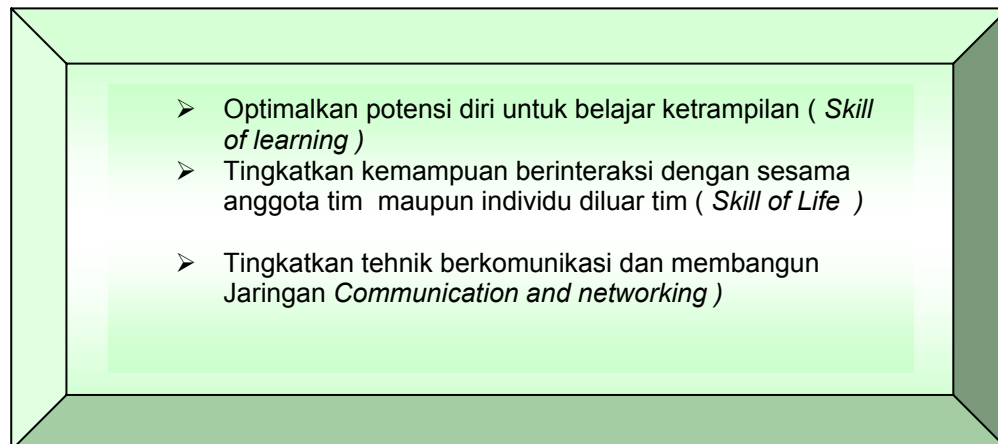 ➢ Optimalkan potensi diri untuk belajar ketrampilan ( Skill
of learning )
➢ Tingkatkan kemampuan berinteraksi dengan sesama
anggota tim maupun individu diluar tim ( Skill of Life )
➢ Tingkatkan tehnik berkomunikasi dan membangun
Jaringan Communication and networking )